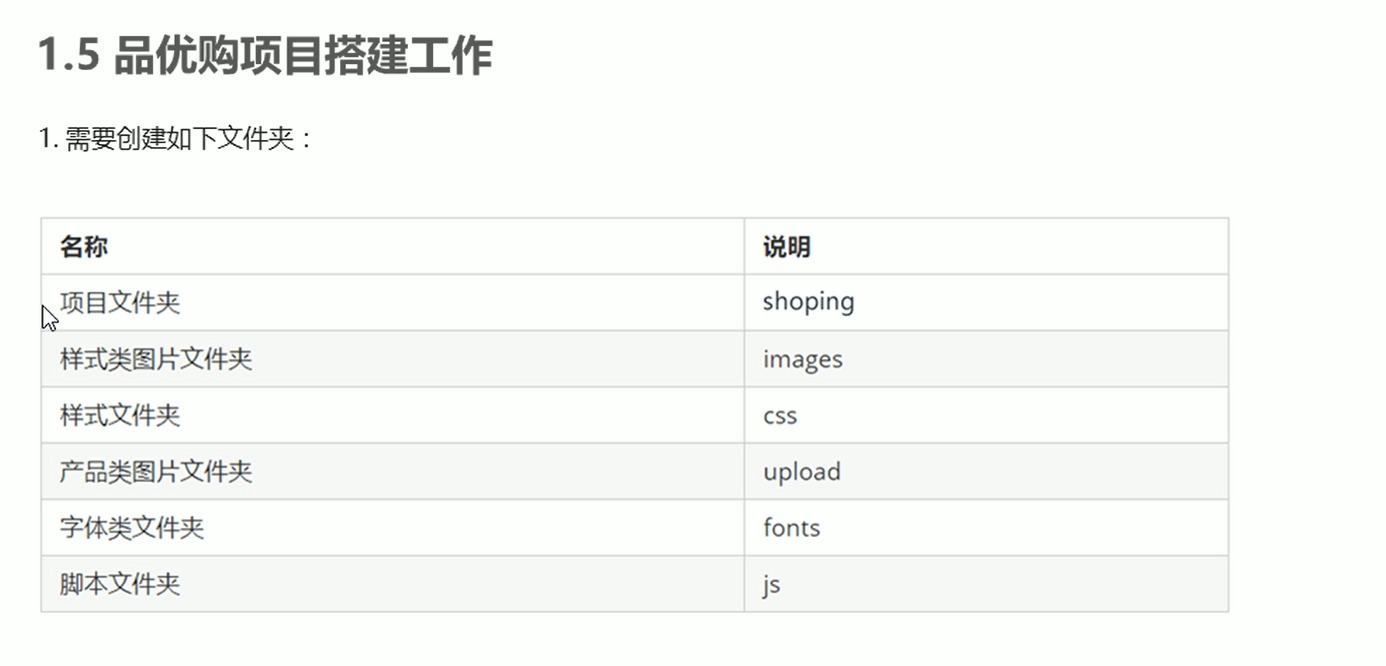 1.5 品优购项目搭建工作
1. 需要创建如下文件夹：
名称 说明
项目文件夹 shoping
样式类图片文件夹 images
样式文件夹 css
产品类图片文件夹 upload
字体类文件夹 fonts
脚本文件夹 js